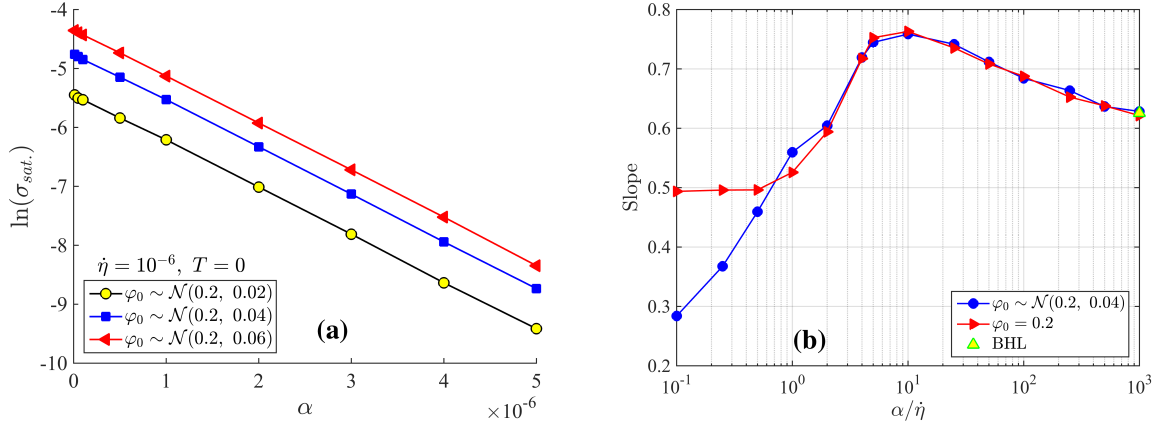 -4
-5
-6
-7
-8
-9
-10
ln(σ_sat.)
η̇ = 10⁻⁶, T = 0
φ₀ ∼ 𝒩(0.2, 0.02)
φ₀ ∼ 𝒩(0.2, 0.04)
φ₀ ∼ 𝒩(0.2, 0.06)
(a)
0 1 2 3 4 5
α
×10⁻⁶
0.8
0.7
0.6
0.5
0.4
0.3
0.2
Slope
φ₀ ∼ 𝒩(0.2, 0.04)
φ₀ = 0.2
BHL
(b)
10⁻¹ 10⁰ 10¹ 10² 10³
α/η̇